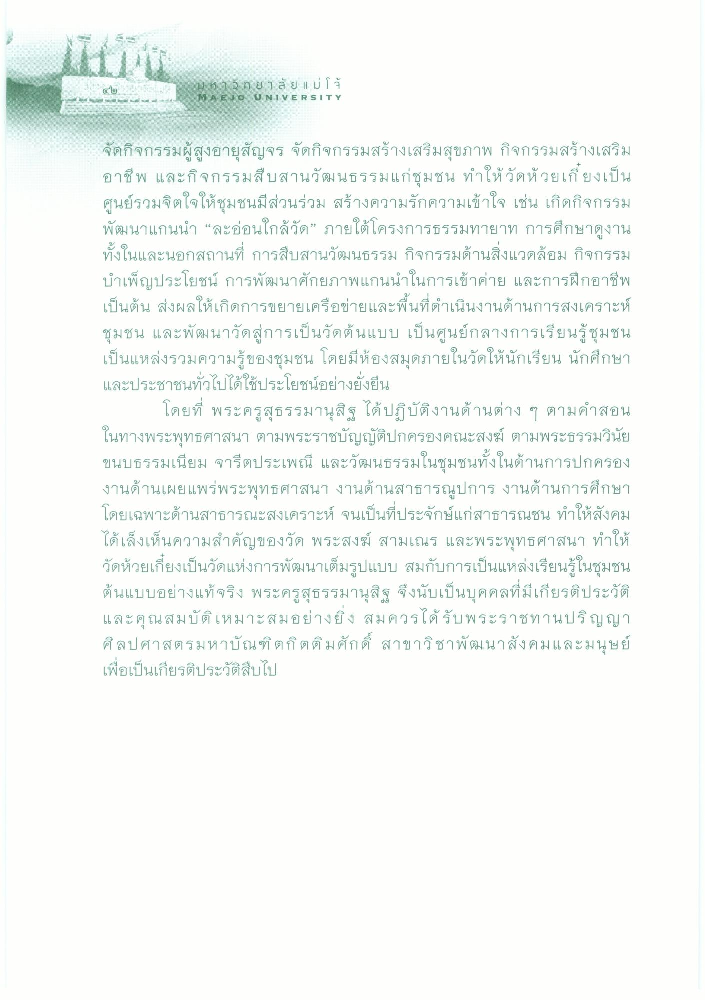 มหาวิทยาลัยแม่โจ้
๔๒
MAEJO UNIVERSITY
จัดกิจกรรมผู้สูงอายุสัญจร จัดกิจกรรมสร้างเสริมสุขภาพ กิจกรรมสร้างเสริม
อาชีพ และกิจกรรมสืบสานวัฒนธรรมแก่ชุมชน ทำให้วัดห้วยเกี๋ยงเป็น
ศูนย์รวมจิตใจให้ชุมชนมีส่วนร่วม สร้างความรักความเข้าใจ เช่น เกิดกิจกรรม
พัฒนาแกนนำ “ละอ่อนใกล้วัด” ภายใต้โครงการธรรมทายาท การศึกษาดูงาน
ทั้งในและนอกสถานที่ การสืบสานวัฒนธรรม กิจกรรมด้านสิ่งแวดล้อม กิจกรรม
บำเพ็ญประโยชน์ การพัฒนาศักยภาพแกนนำในการเข้าค่าย และการฝึกอาชีพ
เป็นต้น ส่งผลให้เกิดการขยายเครือข่ายและพื้นที่ดำเนินงานด้านการสงเคราะห์
ชุมชน และพัฒนาวัดสู่การเป็นวัดต้นแบบ เป็นศูนย์กลางการเรียนรู้ชุมชน
เป็นแหล่งรวมความรู้ของชุมชน โดยมีห้องสมุดภายในวัดให้นักเรียน นักศึกษา
และประชาชนทั่วไปได้ใช้ประโยชน์อย่างยั่งยืน
โดยที่ พระครูสุธรรมานุสิฐ ได้ปฏิบัติงานด้านต่าง ๆ ตามคำสอน
ในทางพระพุทธศาสนา ตามพระราชบัญญัติปกครองคณะสงฆ์ ตามพระธรรมวินัย
ขนบธรรมเนียม จารีตประเพณี และวัฒนธรรมในชุมชนทั้งในด้านการปกครอง
งานด้านเผยแพร่พระพุทธศาสนา งานด้านสาธารณูปการ งานด้านการศึกษา
โดยเฉพาะด้านสาธารณะสงเคราะห์ จนเป็นที่ประจักษ์แก่สาธารณชน ทำให้สังคม
ได้เล็งเห็นความสำคัญของวัด พระสงฆ์ สามเณร และพระพุทธศาสนา ทำให้
วัดห้วยเกี๋ยงเป็นวัดแห่งการพัฒนาเต็มรูปแบบ สมกับการเป็นแหล่งเรียนรู้ในชุมชน
ต้นแบบอย่างแท้จริง พระครูสุธรรมานุสิฐ จึงนับเป็นบุคคลที่มีเกียรติประวัติ
และคุณสมบัติเหมาะสมอย่างยิ่ง สมควรได้รับพระราชทานปริญญา
ศิลปศาสตรมหาบัณฑิตกิตติมศักดิ์ สาขาวิชาพัฒนาสังคมและมนุษย์
เพื่อเป็นเกียรติประวัติสืบไป